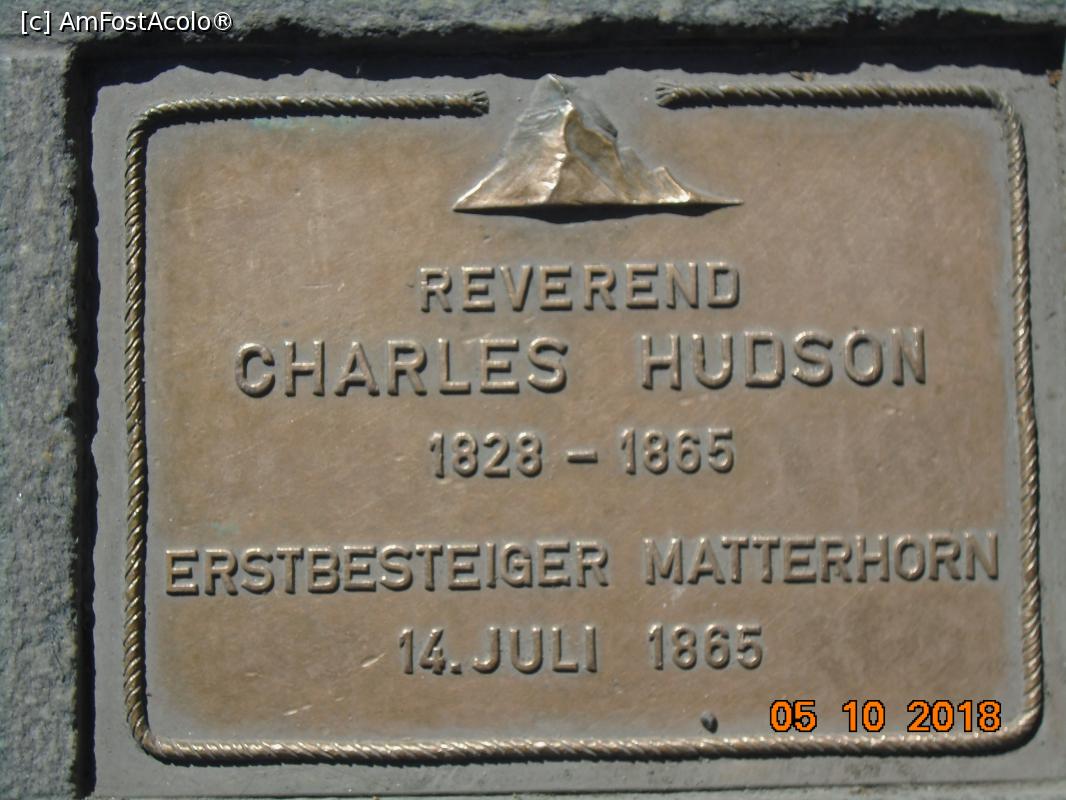 [c] AmFostAcolo®
REVEREND
CHARLES HUDSON
1828 – 1865
ERSTBESTEIGER MATTERHORN
14. JULI 1865
05 10 2018